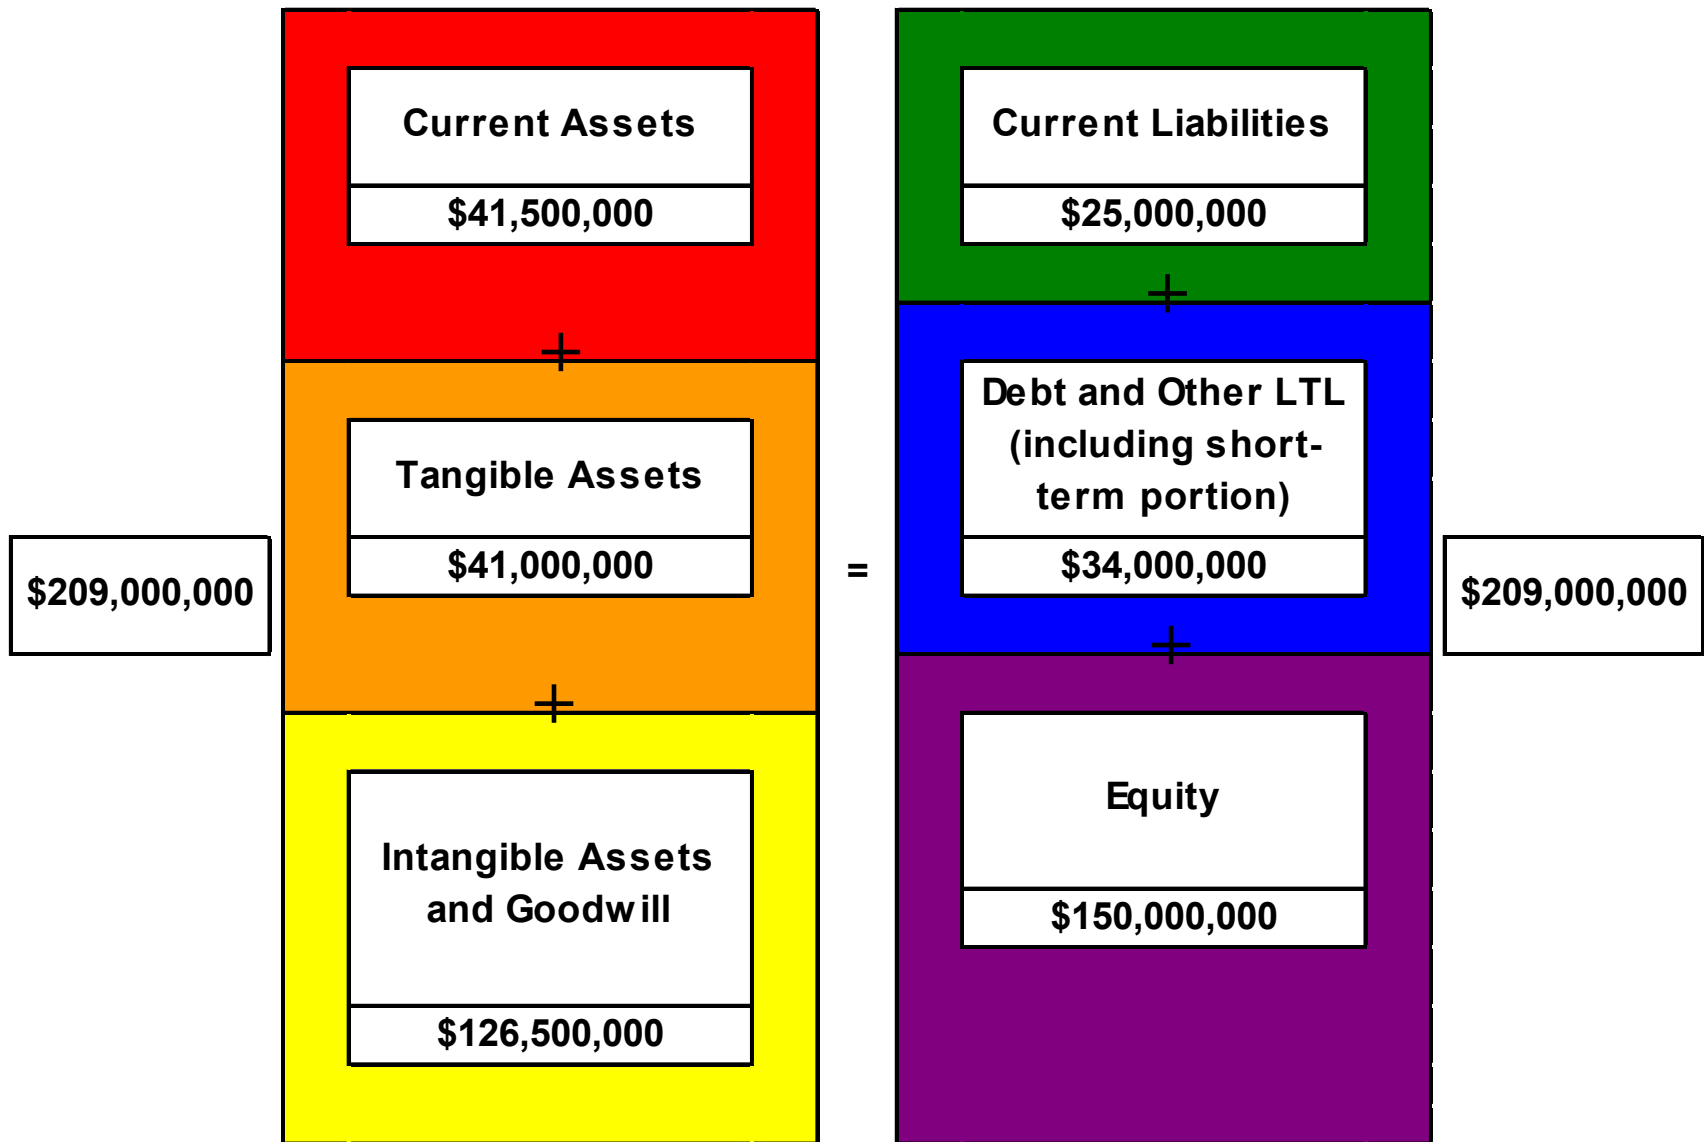 Current Assets
$41,500,000
+
Tangible Assets
$41,000,000
+
Intangible Assets
and Goodwill
$126,500,000
$209,000,000
=
Current Liabilities
$25,000,000
+
Debt and Other LTL
(including short-
term portion)
$34,000,000
+
Equity
$150,000,000
$209,000,000